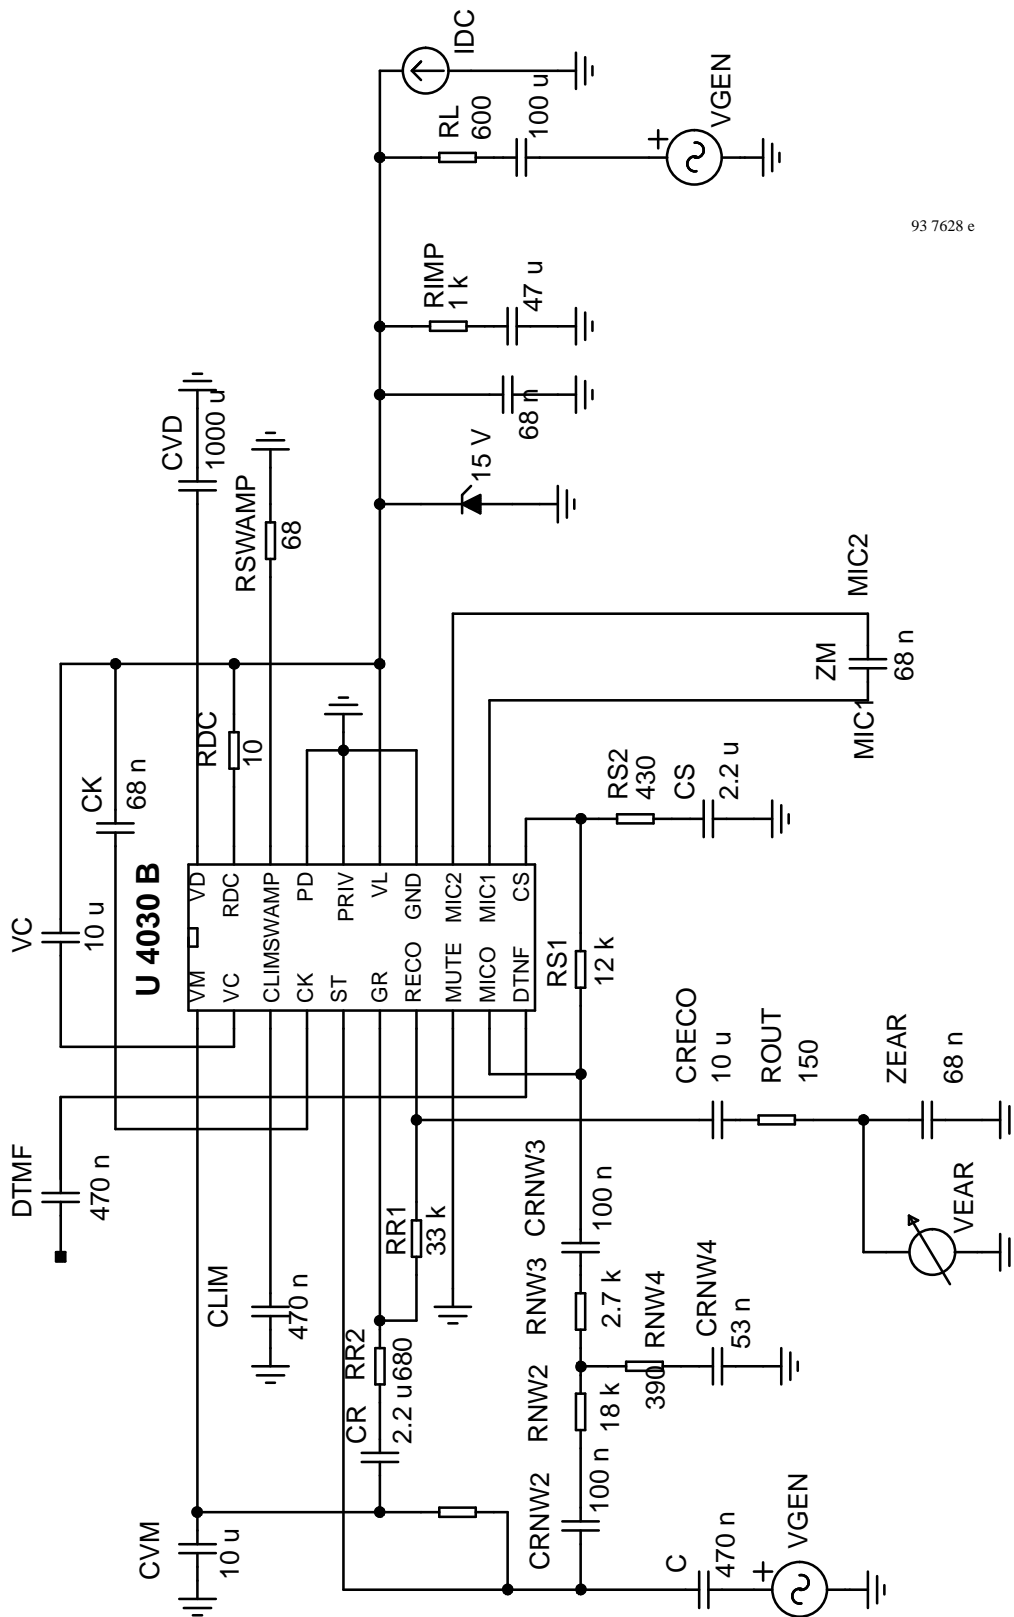 IDC
RL
600
100 u
VGEN
93 7628 e
RIMP
1 k
47 u
68 n
15 V
CVD
1000 u
RSWAMP
68
MIC2
ZM
68 n
MIC1
RDC
10
CK
68 n
VC
10 u
RS2
430
CS
2.2 u
U 4030 B
VM
VD
VC
RDC
CLIMSWAMP
CK
PD
ST
PRIV
GR
VL
RECO
GND
MUTE
MIC2
MICO
MIC1
DTNF
CS
RS1
12 k
CRECO
10 u
ROUT
150
ZEAR
68 n
VEAR
DTMF
470 n
CLIM
470 n
RR1
33 k
RR2
680
CR
2.2 u
CRNW3
100 n
RNW3
2.7 k
RNW4
390
CRNW4
53 n
RNW2
18 k
CRNW2
100 n
CVM
10 u
C
470 n
VGEN